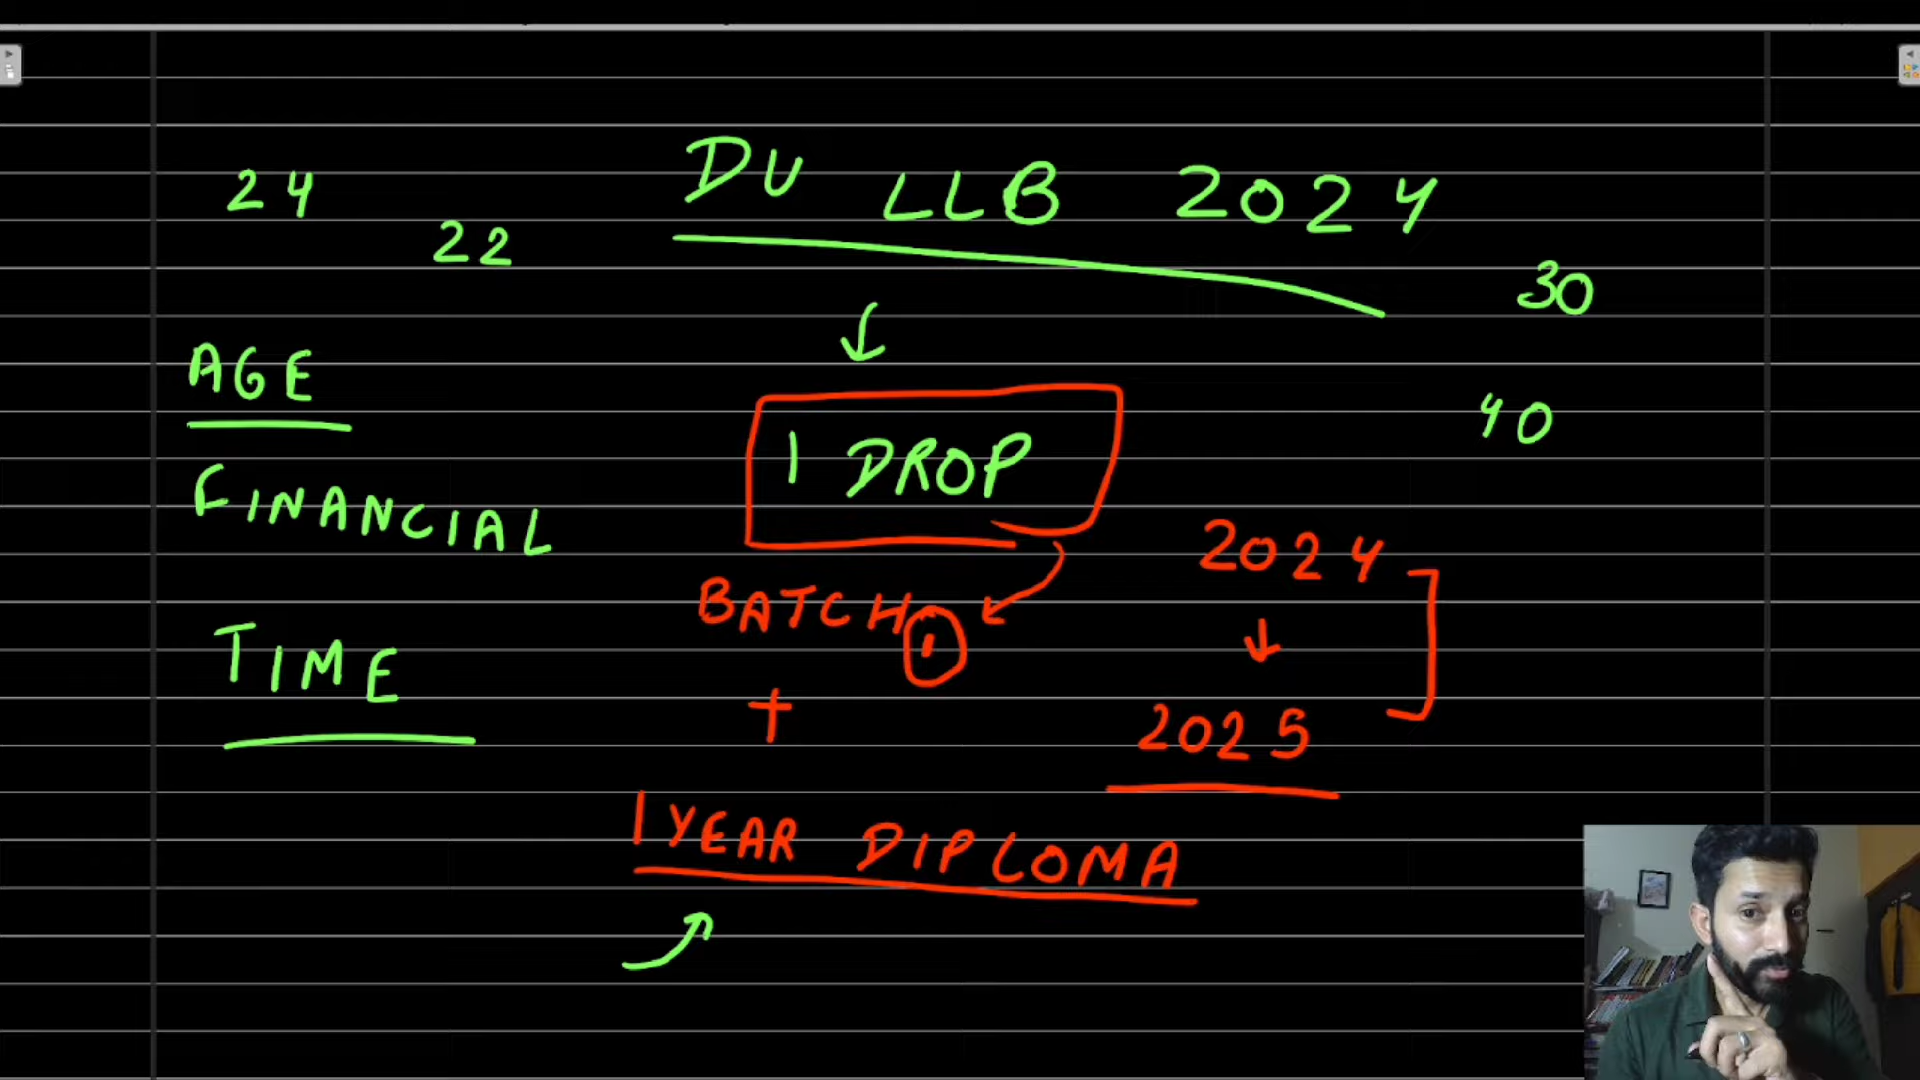 DU LLB 2024
24
22
30
AGE
40
1 DROP
FINANCIAL
2024
BATCH 1
TIME
+
2025
1 YEAR DIPLOMA